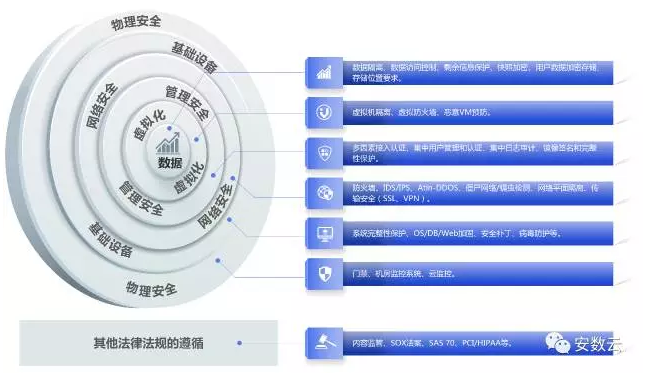 物理安全
基础设备
网络安全
管理安全
虚拟化
数据
虚拟化
管理安全
网络安全
基础设备
物理安全
数据隔离、数据访问控制、剩余信息保护、快照加密、用户数据加密存储、
存储位置要求。
虚拟机隔离、虚拟防火墙、恶意VM预防。
多因素接入认证、集中用户管理和认证、集中日志审计、镜像签名和完整
性保护。
防火墙、IDS/IPS、Atin-DDOS、僵尸网络/蠕虫检测、网络平面隔离、传
输安全（SSL、VPN）。
系统完整性保护、OS/DB/Web加固、安全补丁、病毒防护等。
门禁、机房监控系统、云监控。
其他法律法规的遵循
内容监管、SOX法案、SAS 70、PCI/HIPAA等。
安数云